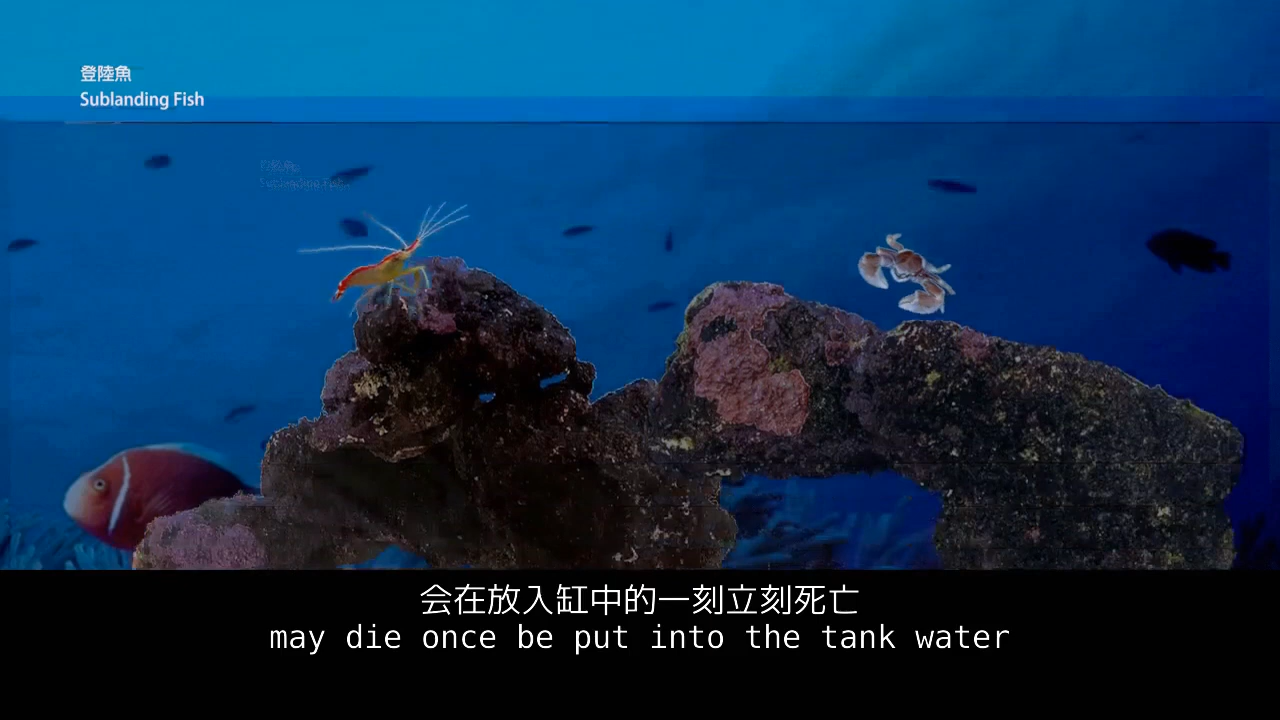 登陸魚
Sublanding Fish
会在放入缸中的一刻立刻死亡
may die once be put into the tank water